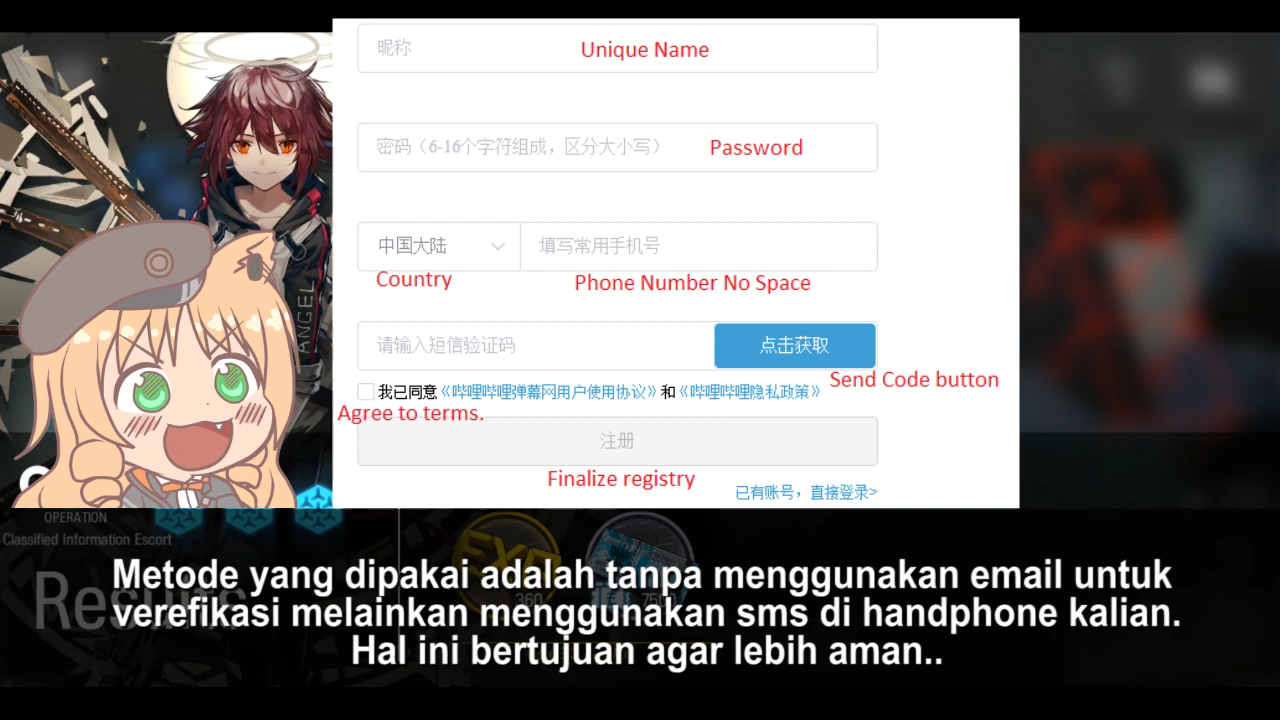 昵称
Unique Name
密码（6-16个字符组成，区分大小写）
Password
中国大陆
填写常用手机号
Country
Phone Number No Space
请输入短信验证码
点击获取
Send Code button
我已同意《哔哩哔哩弹幕网用户使用协议》和《哔哩哔哩隐私政策》
Agree to terms.
注册
Finalize registry
已有账号，直接登录>
ANGEL
OPERATION
Classified Information Escort
Results
EXP
360
Metode yang dipakai adalah tanpa menggunakan email untuk
verefikasi melainkan menggunakan sms di handphone kalian.
Hal ini bertujuan agar lebih aman..